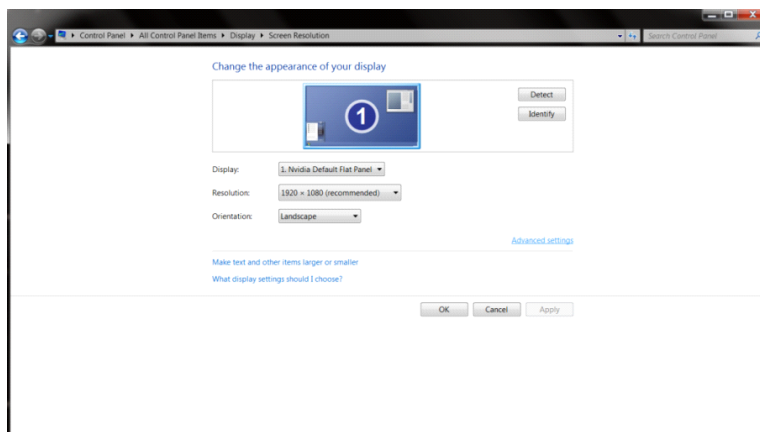 Control Panel ▸ All Control Panel Items ▸ Display ▸ Screen Resolution
Search Control Panel
Change the appearance of your display
1
Detect
Identify
Display: 1. Nvidia Default Flat Panel
Resolution: 1920 × 1080 (recommended)
Orientation: Landscape
Advanced settings
Make text and other items larger or smaller
What display settings should I choose?
OK Cancel Apply